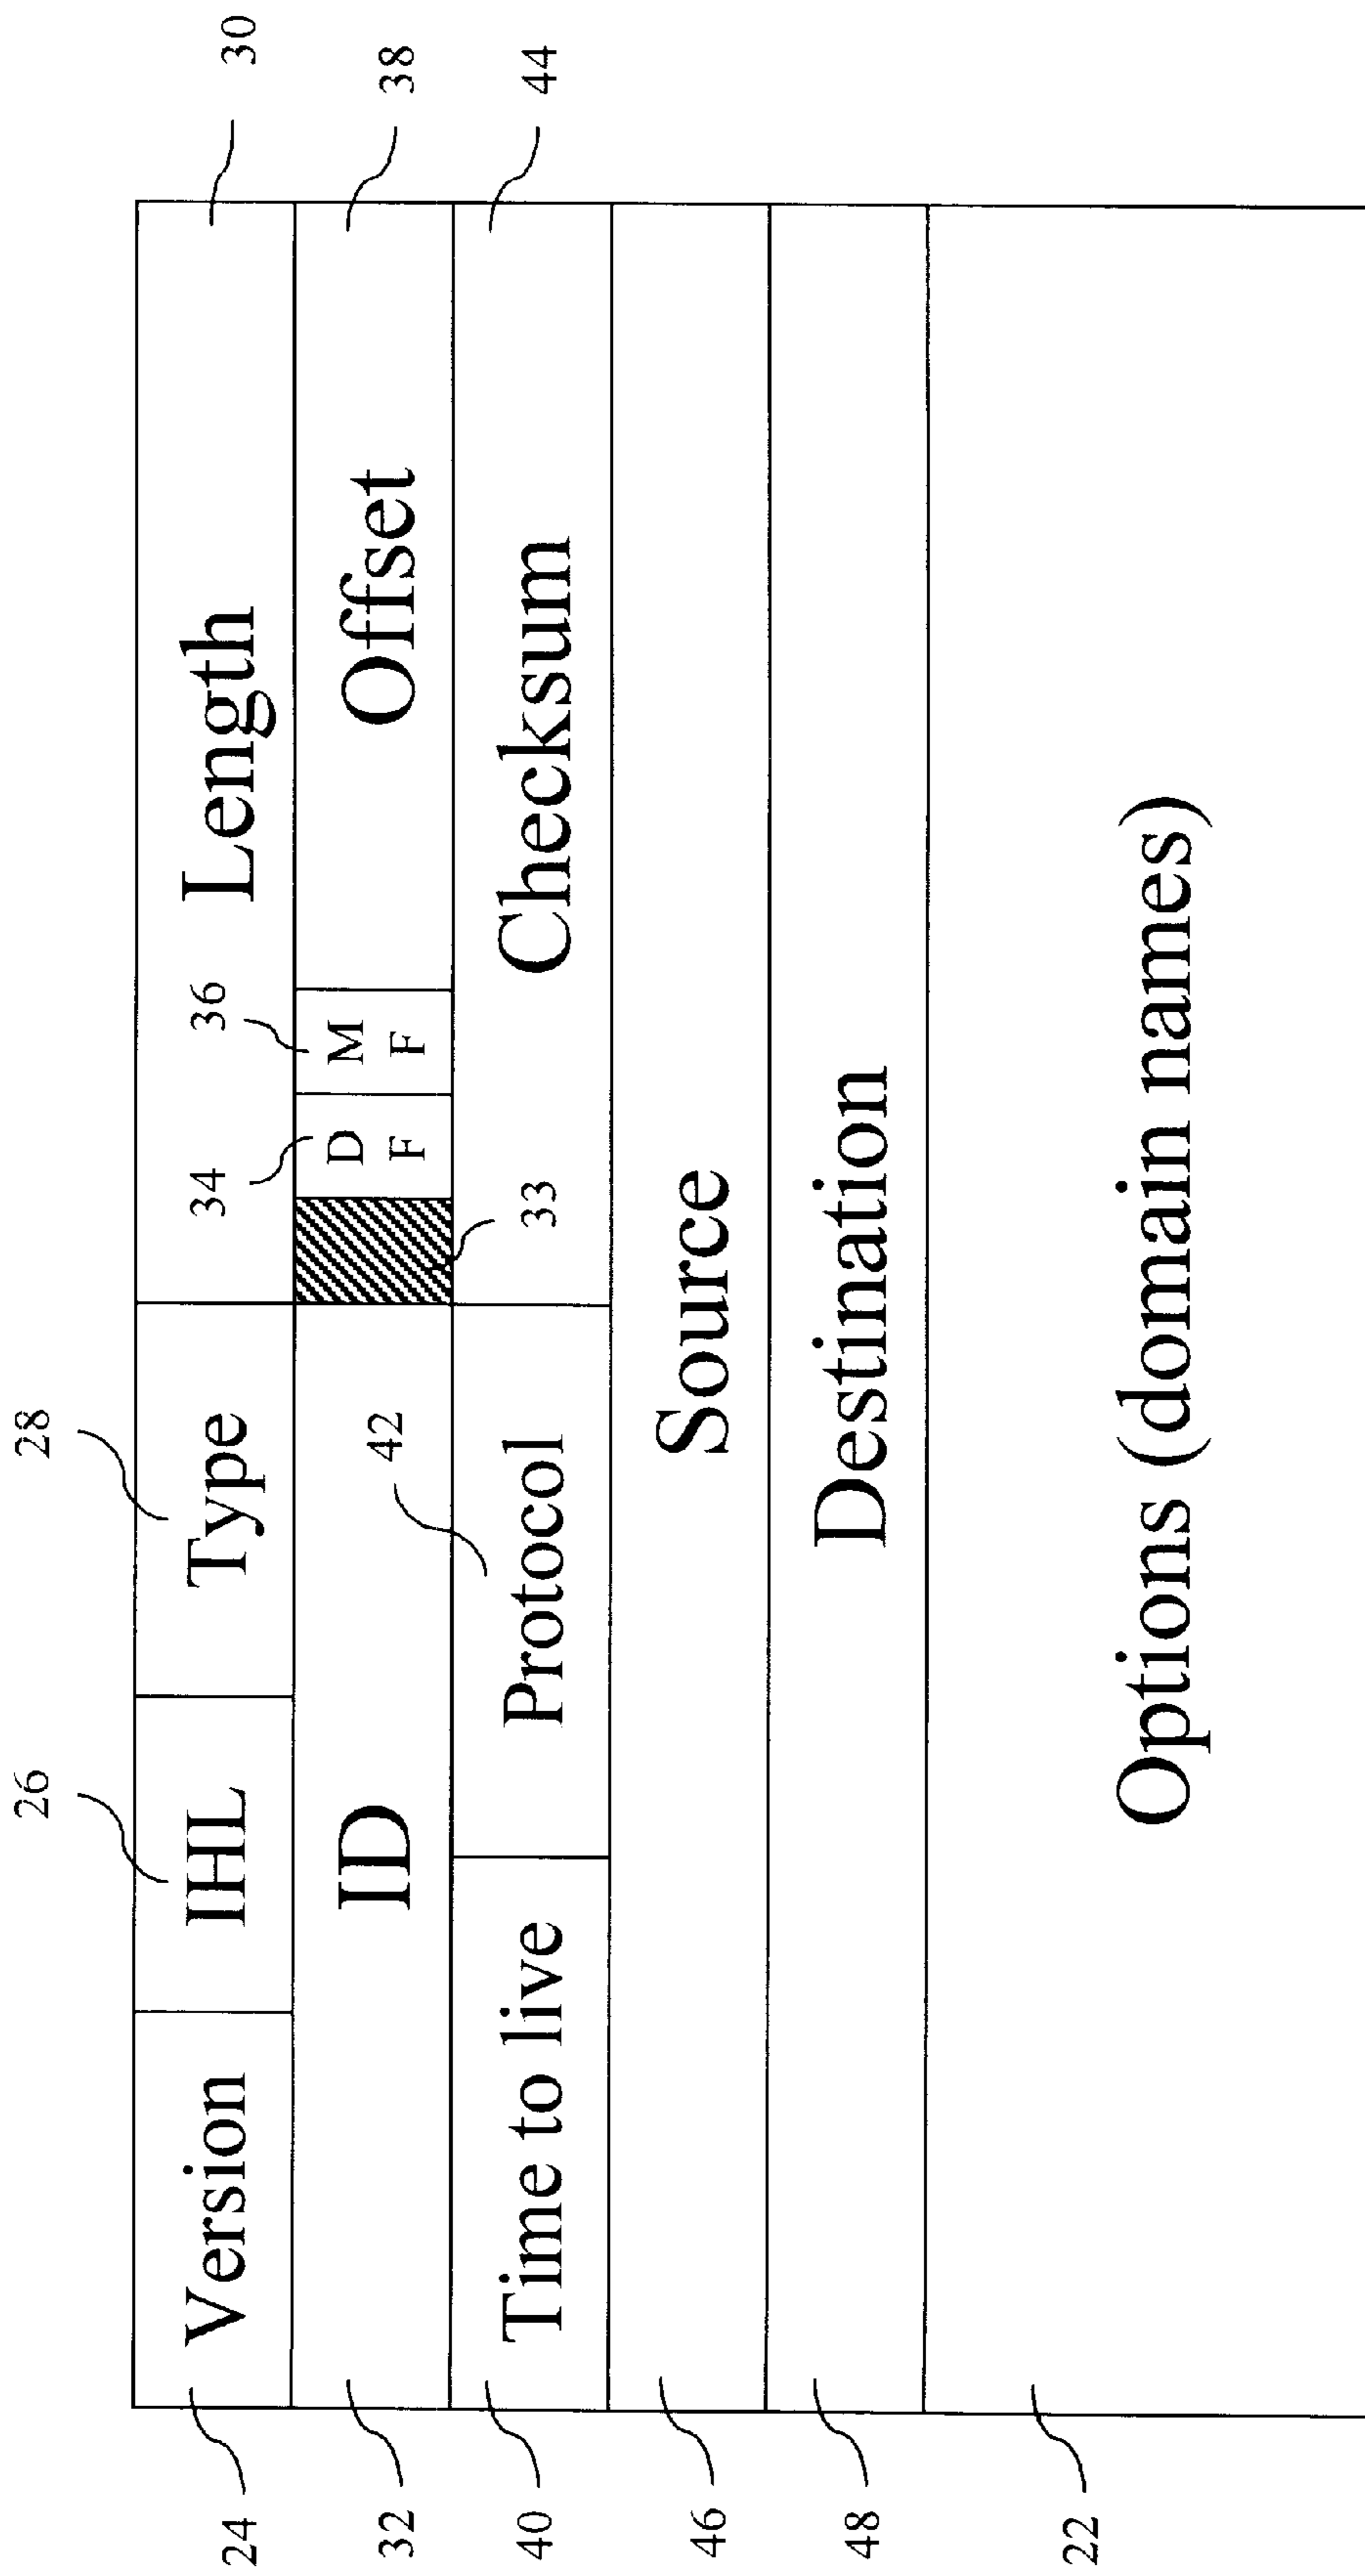 26
28
24
Version
IHL
Type
Length
30
34
36
32
ID
D
F
M
F
Offset
38
42
33
40
Time to live
Protocol
Checksum
44
46
Source
48
Destination
22
Options (domain names)